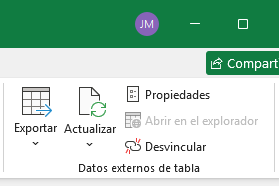 JM
Compart
Exportar
Actualizar
Propiedades
Abrir en el explorador
Desvincular
Datos externos de tabla